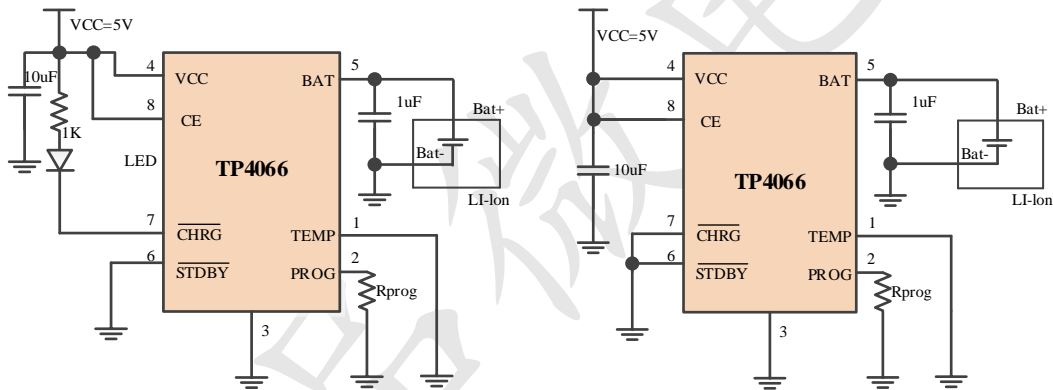 VCC=5V
10uF
1K
LED
4
VCC
8
CE
TP4066
7
CHRG
6
STDBY
3
5
BAT
1uF
Bat+
Bat-
LI-lon
1
TEMP
2
PROG
Rprog
VCC=5V
4
VCC
8
CE
10uF
TP4066
7
CHRG
6
STDBY
3
5
BAT
1uF
Bat+
Bat-
LI-lon
1
TEMP
2
PROG
Rprog
微